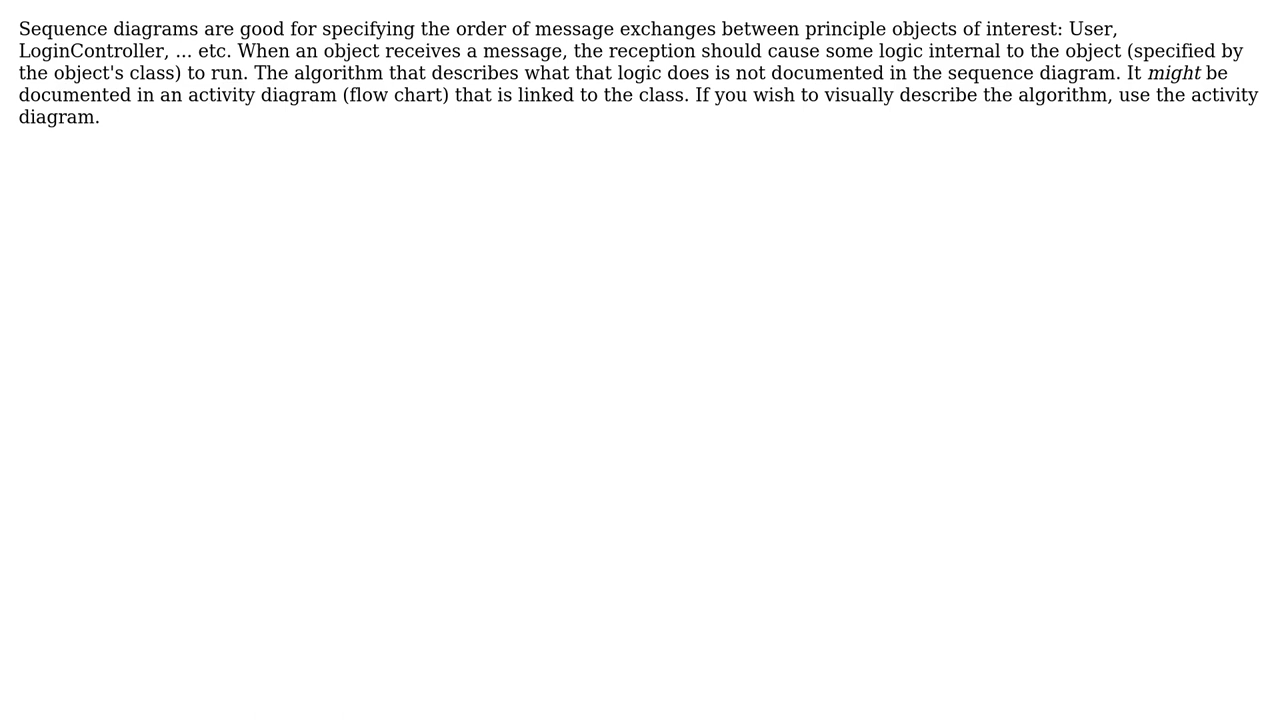 Sequence diagrams are good for specifying the order of message exchanges between principle objects of interest: User,
LoginController, ... etc. When an object receives a message, the reception should cause some logic internal to the object (specified by
the object's class) to run. The algorithm that describes what that logic does is not documented in the sequence diagram. It might be
documented in an activity diagram (flow chart) that is linked to the class. If you wish to visually describe the algorithm, use the activity
diagram.